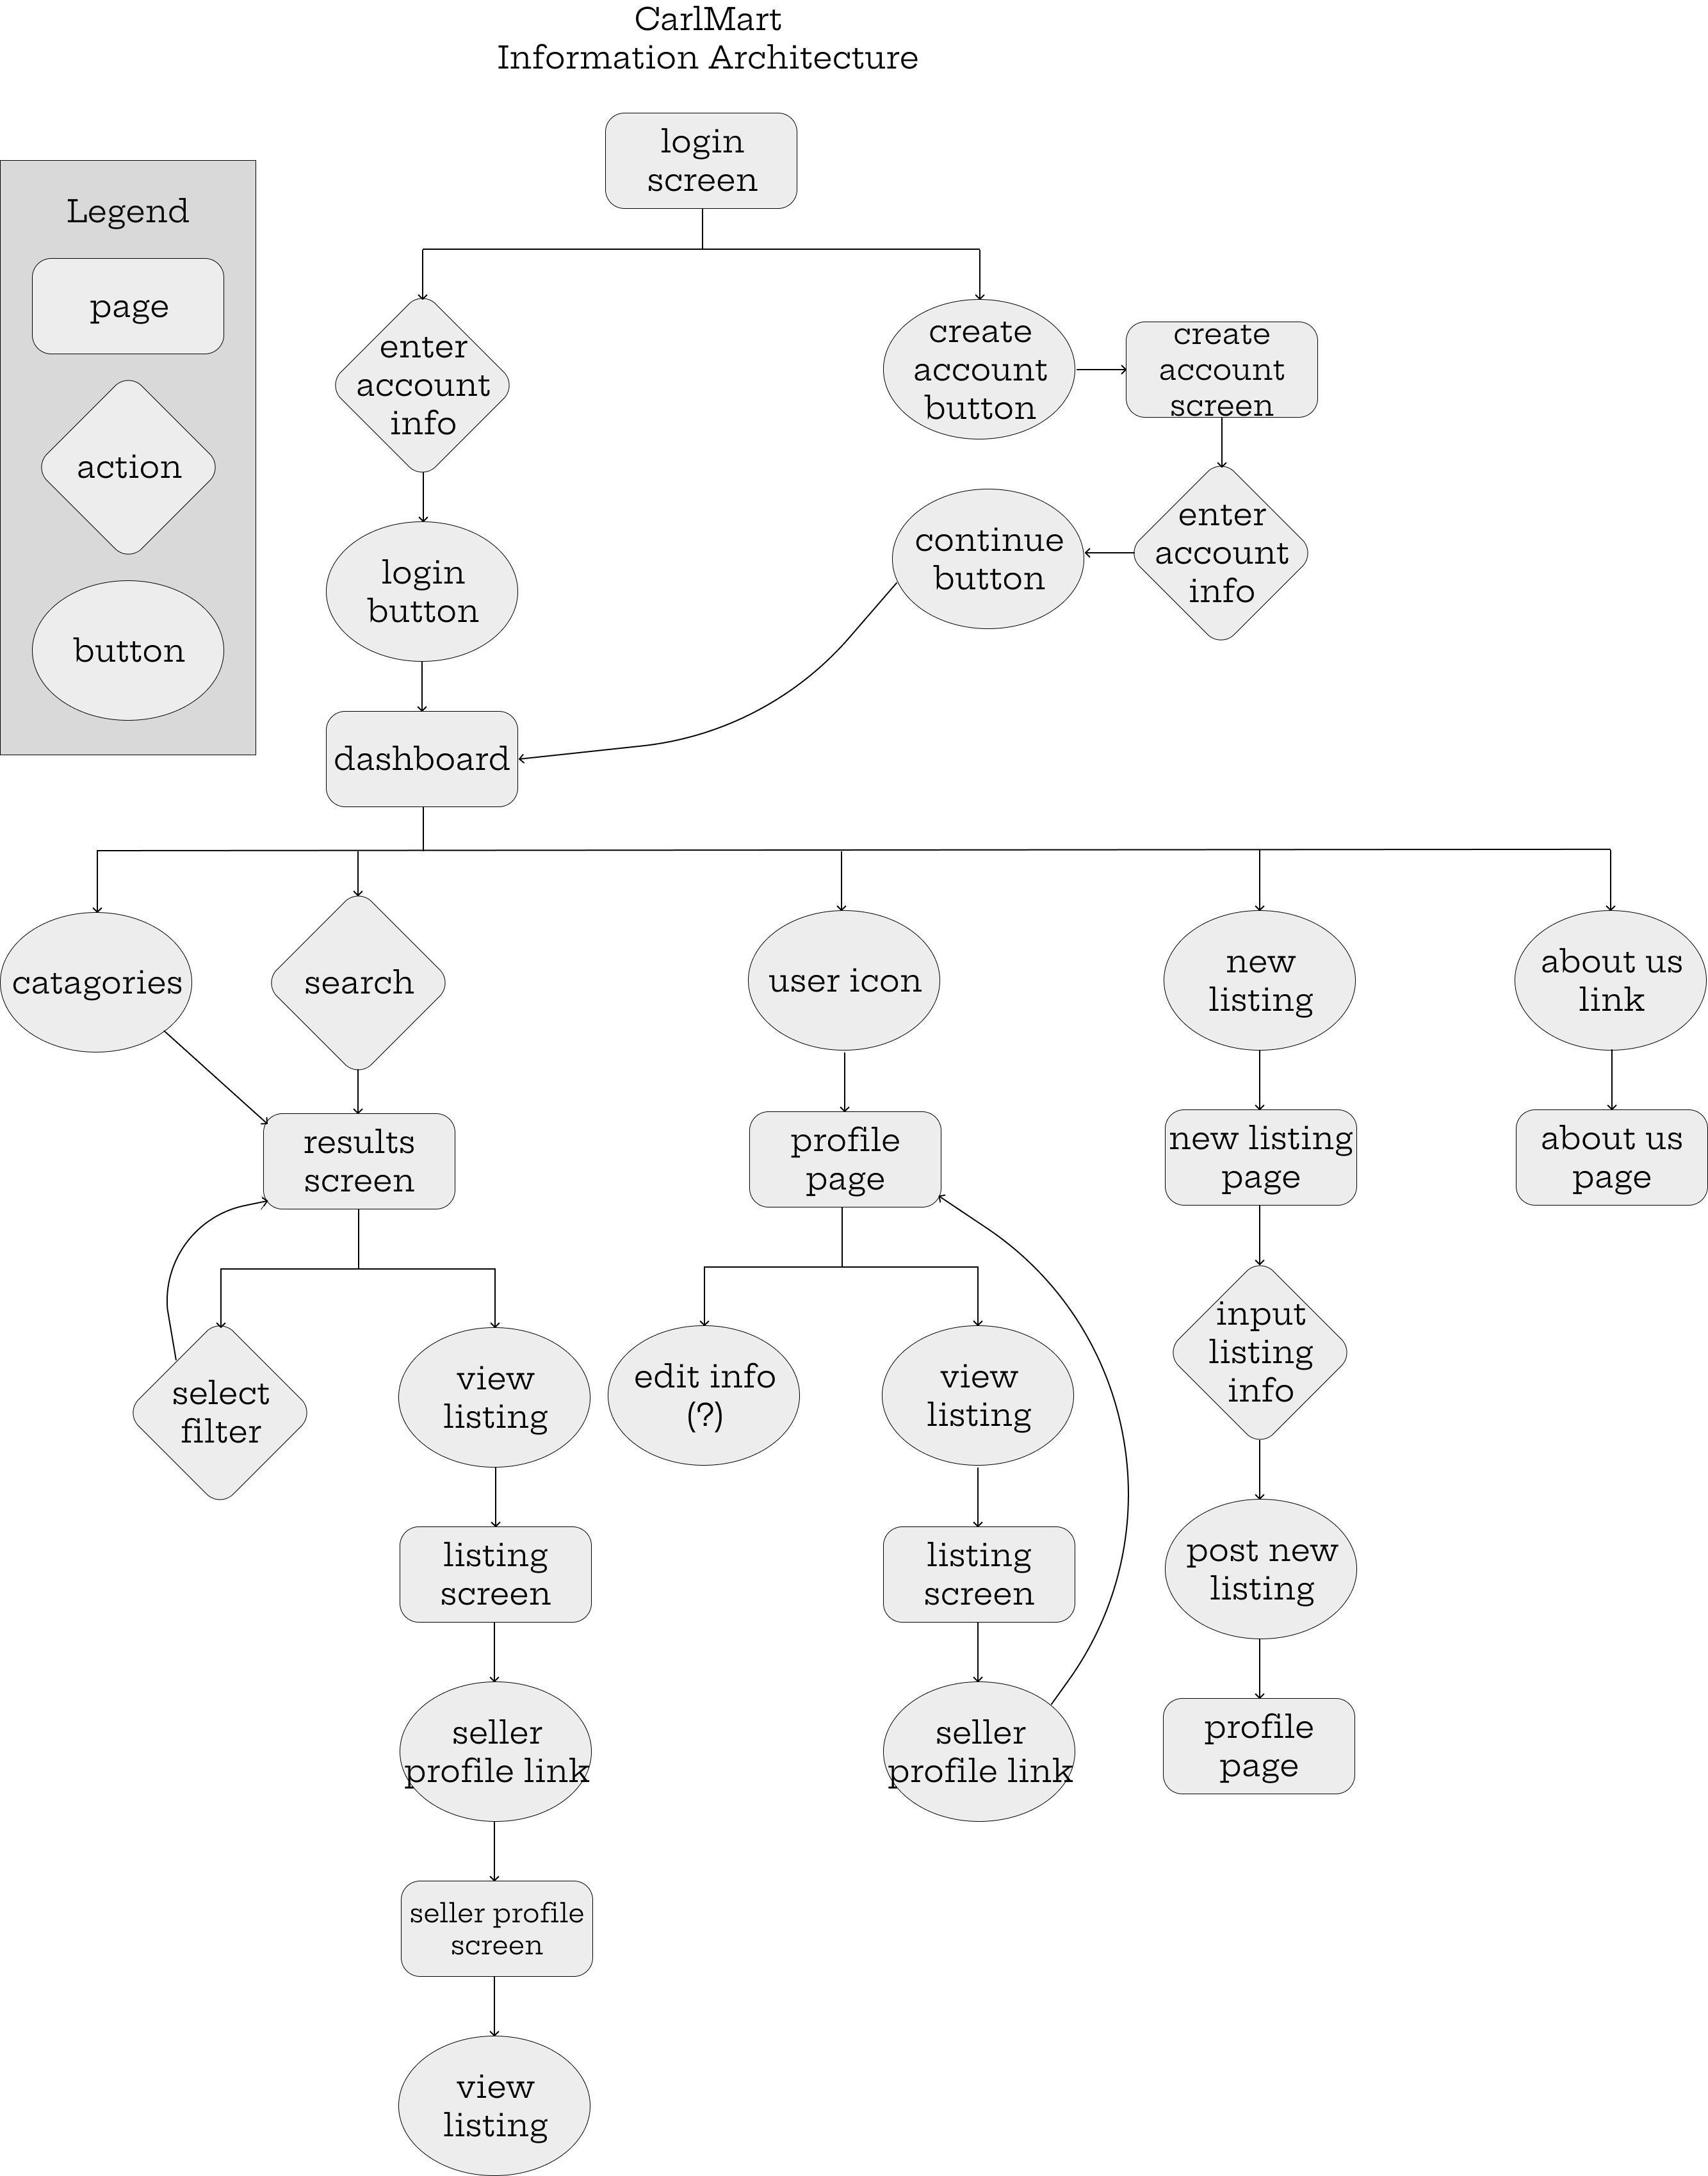 CarlMart
Information Architecture
login
screen
Legend
page
action
button
enter
account
info
create
account
button
create
account
screen
enter
account
info
continue
button
login
button
dashboard
catagories
search
user icon
new
listing
about us
link
results
screen
profile
page
new listing
page
about us
page
select
filter
view
listing
edit info
(?)
view
listing
input
listing
info
listing
screen
listing
screen
post new
listing
seller
profile link
seller
profile link
profile
page
seller profile
screen
view
listing